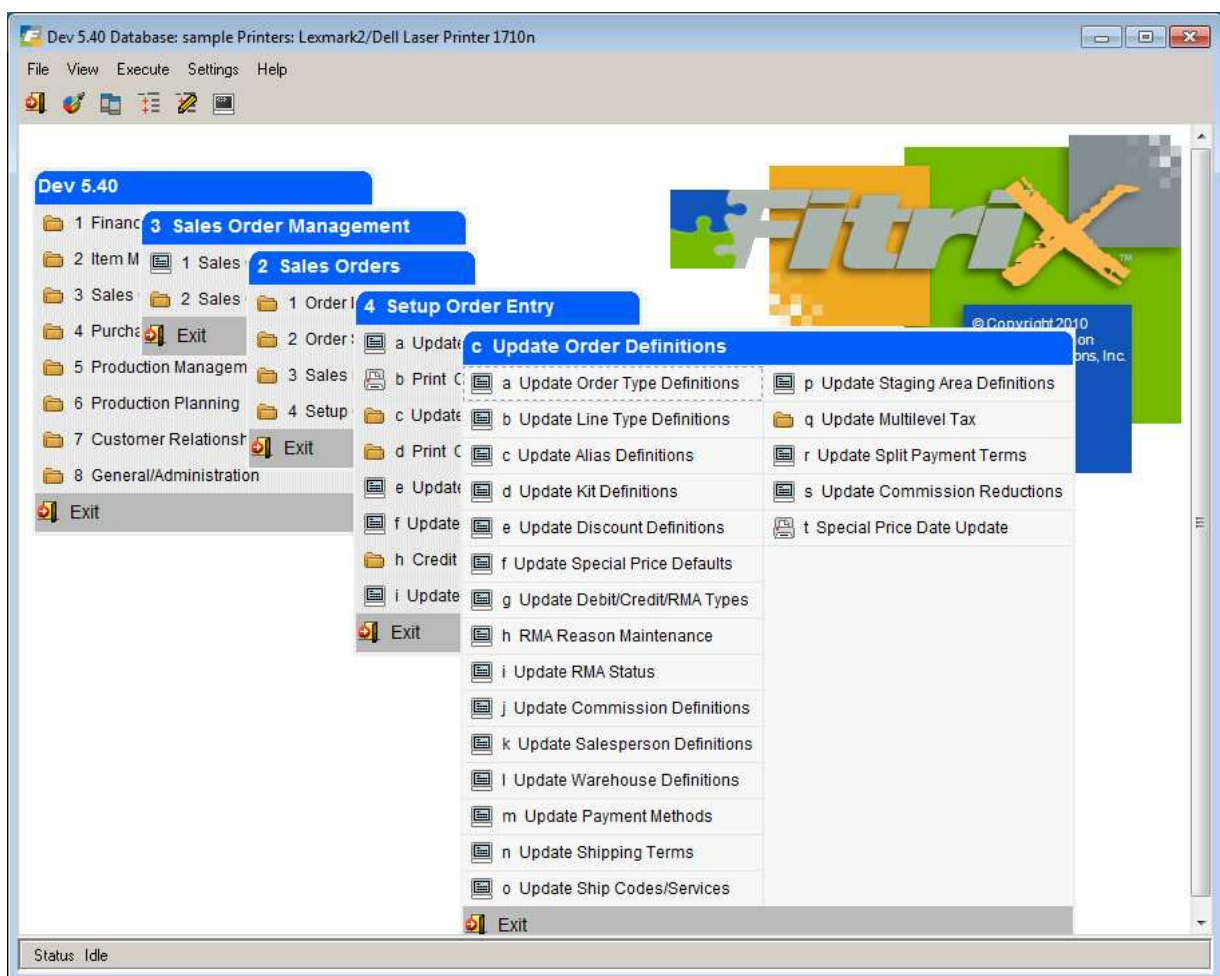 Dev 5.40 Database: sample Printers: Lexmark2/Dell Laser Printer 1710n
File View Execute Settings Help
Dev 5.40
1 Financ
2 Item M
3 Sales
4 Purcha
5 Production Managem
6 Production Planning
7 Customer Relationsh
8 General/Administration
Exit
3 Sales Order Management
1 Sales
2 Sales
Exit
2 Sales Orders
1 Order
2 Order
3 Sales
4 Setup
Exit
4 Setup Order Entry
a Update
b Print
c Update
d Print
e Update
f Update
h Credit
i Update
Exit
c Update Order Definitions
a Update Order Type Definitions
b Update Line Type Definitions
c Update Alias Definitions
d Update Kit Definitions
e Update Discount Definitions
f Update Special Price Defaults
g Update Debit/Credit/RMA Types
h RMA Reason Maintenance
i Update RMA Status
j Update Commission Definitions
k Update Salesperson Definitions
l Update Warehouse Definitions
m Update Payment Methods
n Update Shipping Terms
o Update Ship Codes/Services
p Update Staging Area Definitions
q Update Multilevel Tax
r Update Split Payment Terms
s Update Commission Reductions
t Special Price Date Update
Exit
Fitrix
TM
© Copyright 2010
on
ons, Inc.
Status Idle